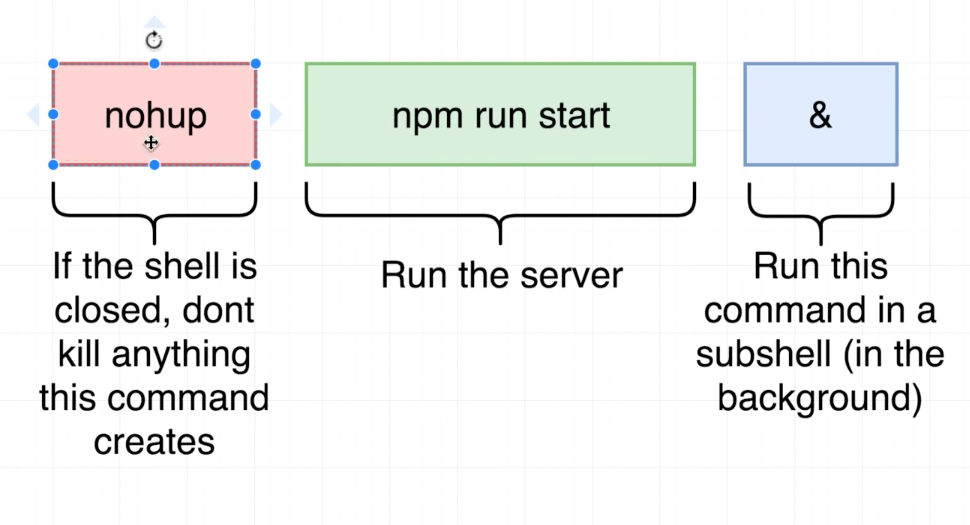 nohup
npm run start
&
If the shell is
closed, dont
kill anything
this command
creates
Run the server
Run this
command in a
subshell (in the
background)